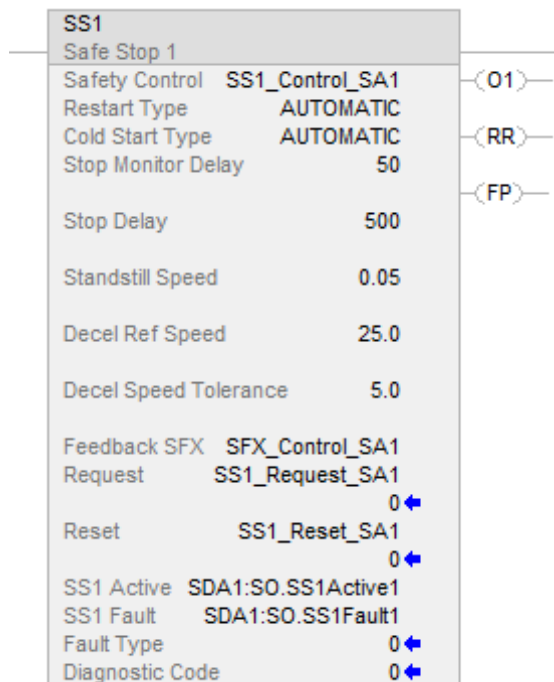 SS1
Safe Stop 1
Safety Control SS1_Control_SA1
O1
Restart Type AUTOMATIC
Cold Start Type AUTOMATIC
RR
Stop Monitor Delay 50
FP
Stop Delay 500
Standstill Speed 0.05
Decel Ref Speed 25.0
Decel Speed Tolerance 5.0
Feedback SFX SFX_Control_SA1
Request SS1_Request_SA1
0
Reset SS1_Reset_SA1
0
SS1 Active SDA1:SO.SS1Active1
SS1 Fault SDA1:SO.SS1Fault1
Fault Type 0
Diagnostic Code 0